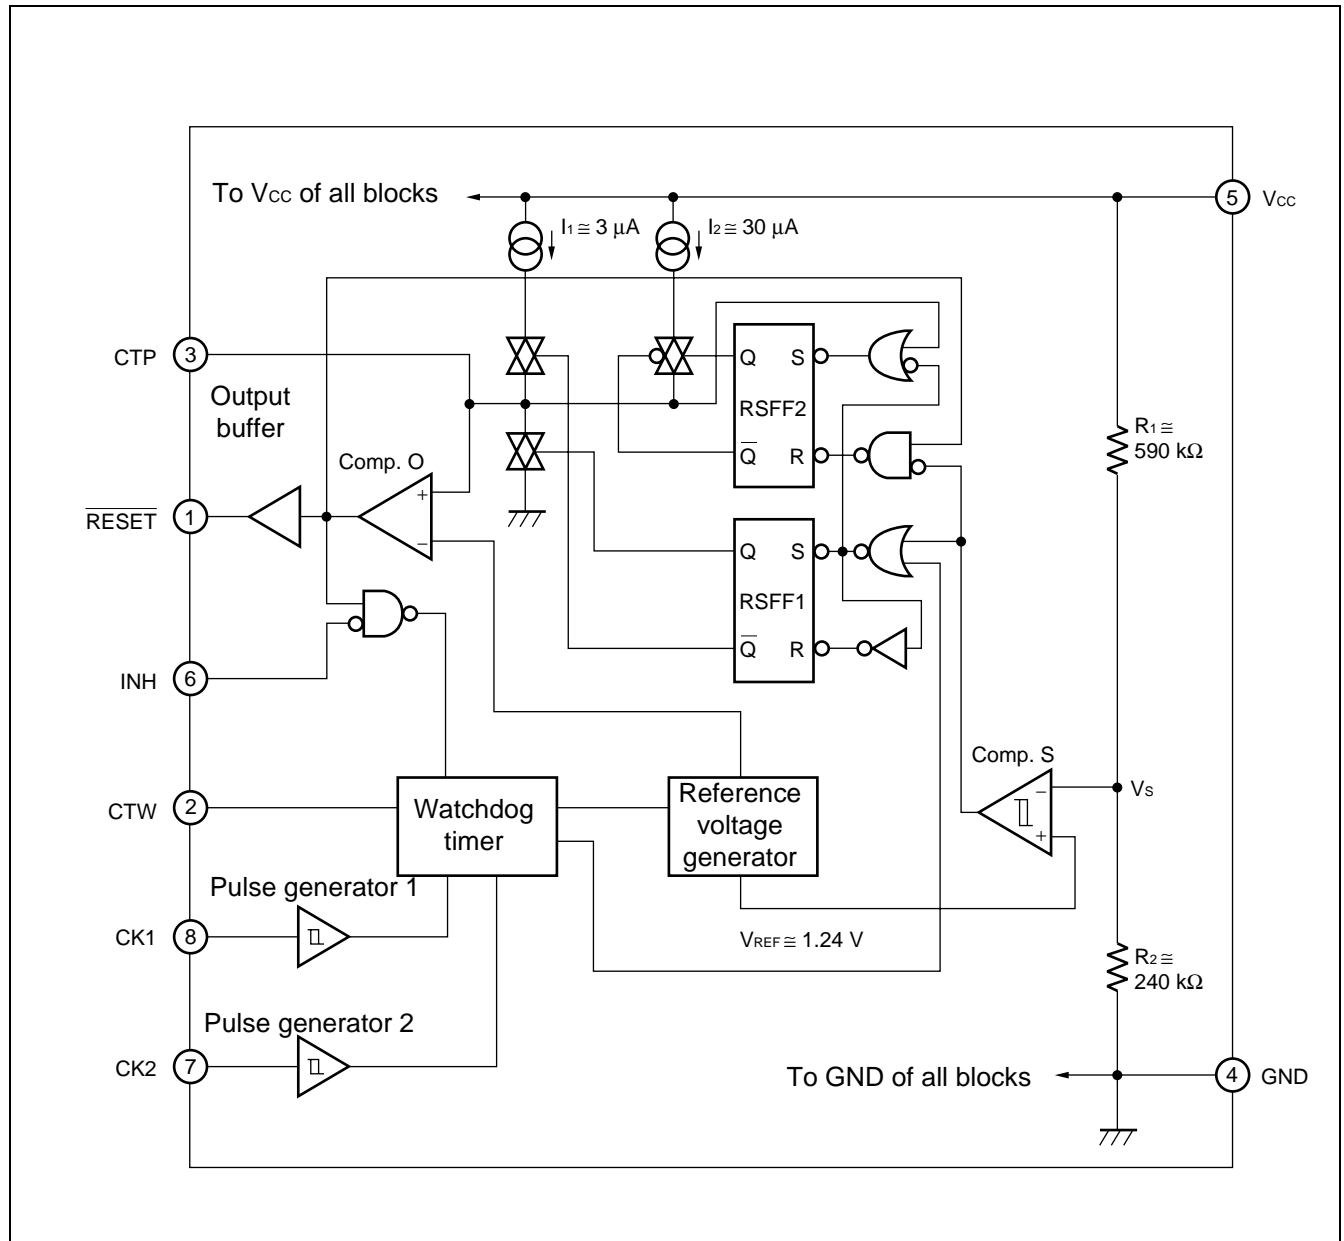 To VCC of all blocks
5
VCC
I1 ≅ 3 μA
I2 ≅ 30 μA
CTP
3
Output
buffer
Q
S
RSFF2
Q̅
R
R1 ≅
590 kΩ
Comp. O
+
−
R̅E̅S̅E̅T̅
1
Q
S
RSFF1
Q̅
R
INH
6
Comp. S
−
+
VS
CTW
2
Watchdog
timer
Reference
voltage
generator
Pulse generator 1
CK1
8
VREF ≅ 1.24 V
R2 ≅
240 kΩ
Pulse generator 2
CK2
7
To GND of all blocks
4
GND